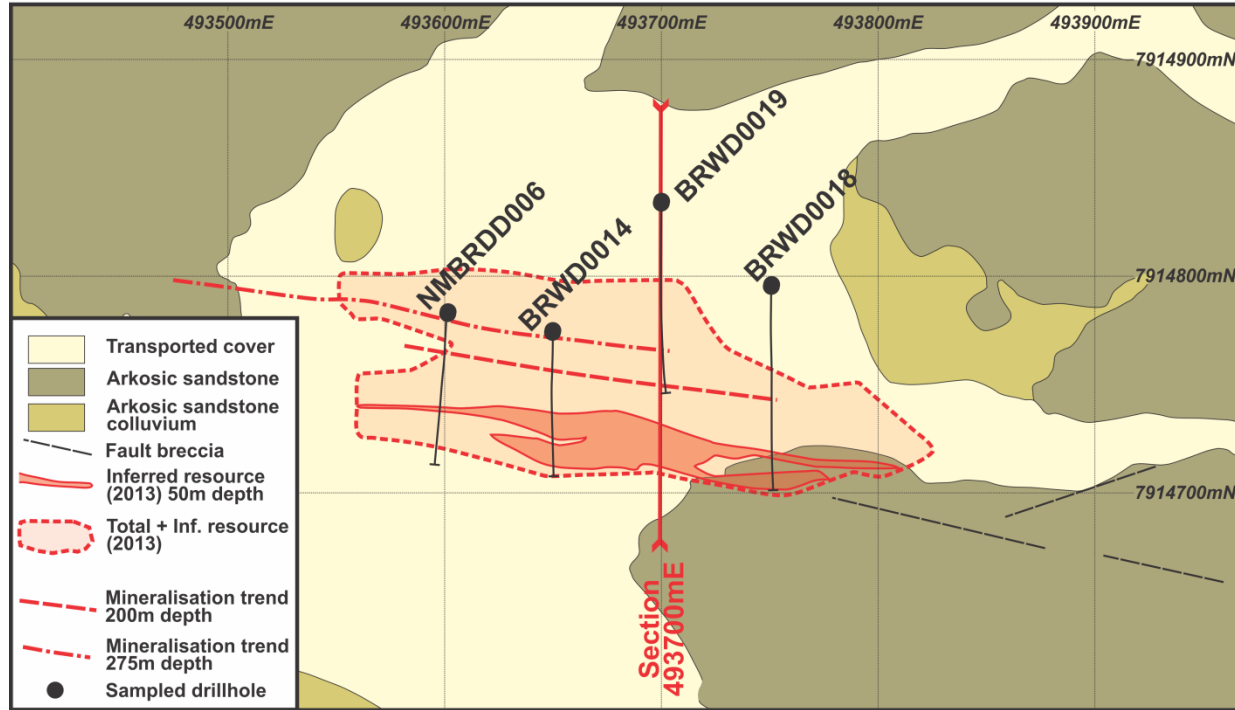 493500mE
493600mE
493700mE
493800mE
493900mE
7914900mN
BRWD0019
NMBRDD006
BRWD0014
BRWD0018
7914800mN
7914700mN
Section
493700mE
Transported cover
Arkosic sandstone
Arkosic sandstone
colluvium
Fault breccia
Inferred resource
(2013) 50m depth
Total + Inf. resource
(2013)
Mineralisation trend
200m depth
Mineralisation trend
275m depth
Sampled drillhole